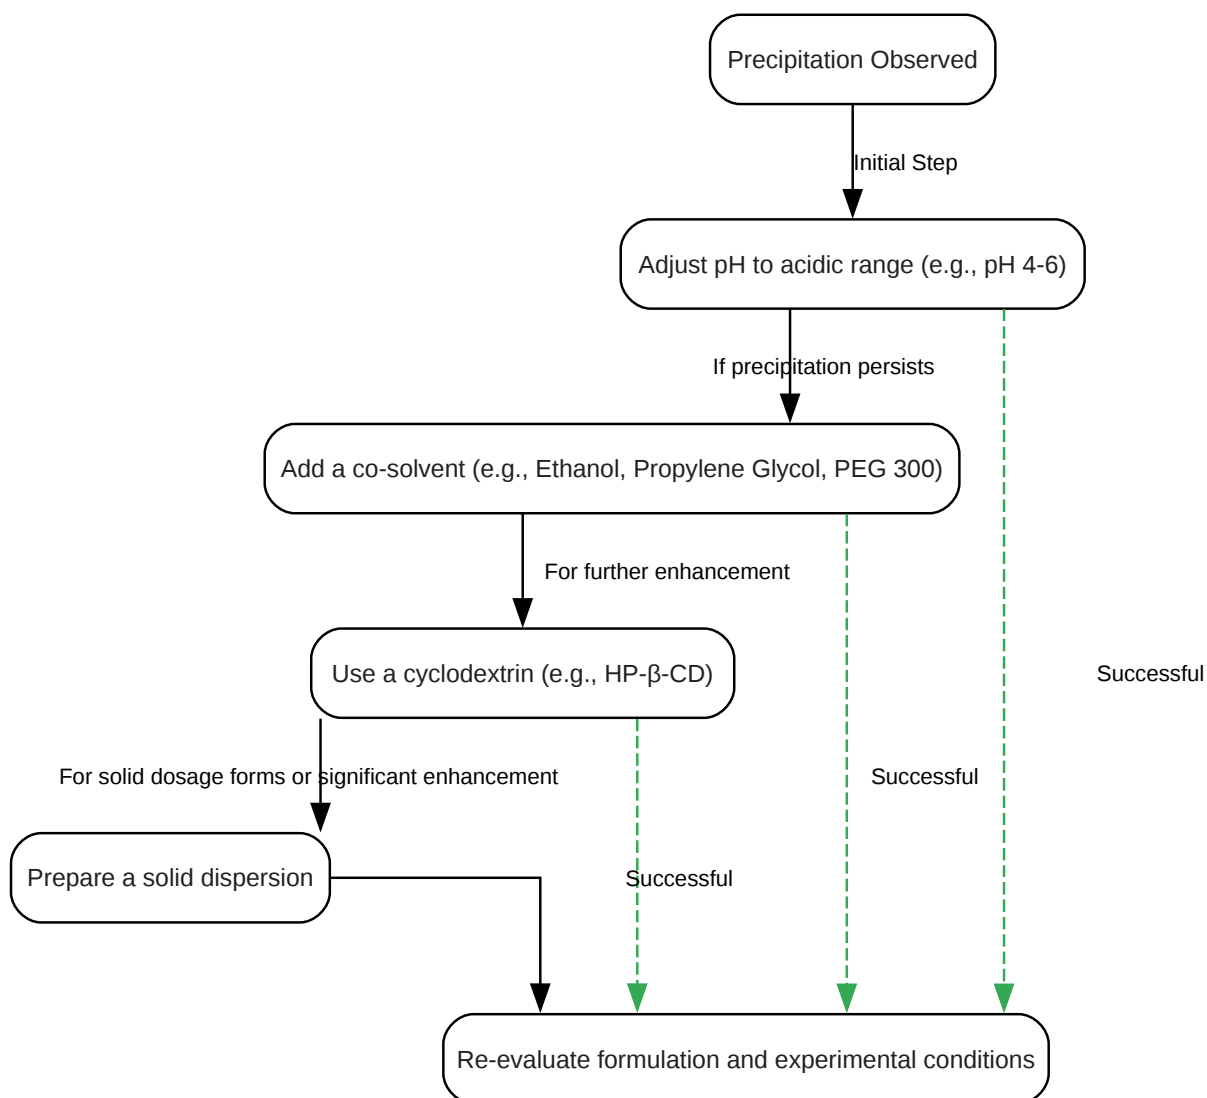 Precipitation Observed
Initial Step
Adjust pH to acidic range (e.g., pH 4-6)
If precipitation persists
Add a co-solvent (e.g., Ethanol, Propylene Glycol, PEG 300)
For further enhancement
Use a cyclodextrin (e.g., HP-β-CD)
Successful
For solid dosage forms or significant enhancement
Successful
Prepare a solid dispersion
Successful
Re-evaluate formulation and experimental conditions